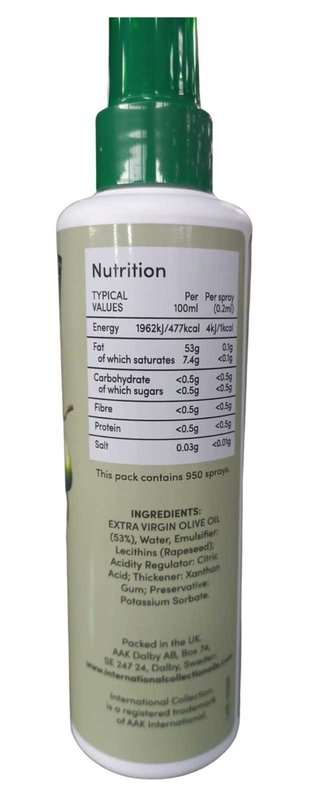 Nutrition
TYPICAL VALUES Per 100ml Per spray (0.2ml)
Energy 1962kJ/477kcal 4kJ/1kcal
Fat 53g 0.1g
of which saturates 7.4g <0.1g
Carbohydrate <0.5g <0.5g
of which sugars <0.5g <0.5g
Fibre <0.5g <0.5g
Protein <0.5g <0.5g
Salt 0.03g <0.01g
This pack contains 950 sprays.
INGREDIENTS:
EXTRA VIRGIN OLIVE OIL
(53%), Water, Emulsifier:
Lecithins (Rapeseed);
Acidity Regulator: Citric
Acid; Thickener: Xanthan
Gum; Preservative:
Potassium Sorbate.
Packed in the UK.
AAK Dalby AB, Box 74,
SE 247 24, Dalby, Sweden.
www.internationalcollectionoils.com
International Collection
is a registered trademark
of AAK International.